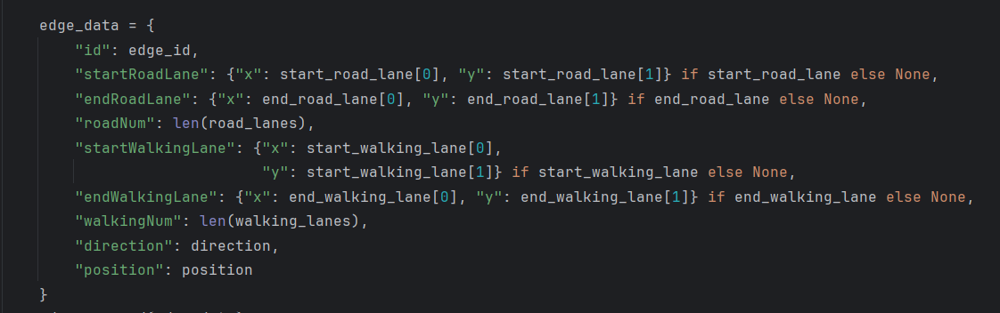 edge_data = {
    "id": edge_id,
    "startRoadLane": {"x": start_road_lane[0], "y": start_road_lane[1]} if start_road_lane else None,
    "endRoadLane": {"x": end_road_lane[0], "y": end_road_lane[1]} if end_road_lane else None,
    "roadNum": len(road_lanes),
    "startWalkingLane": {"x": start_walking_lane[0],
                         "y": start_walking_lane[1]} if start_walking_lane else None,
    "endWalkingLane": {"x": end_walking_lane[0], "y": end_walking_lane[1]} if end_walking_lane else None,
    "walkingNum": len(walking_lanes),
    "direction": direction,
    "position": position
}